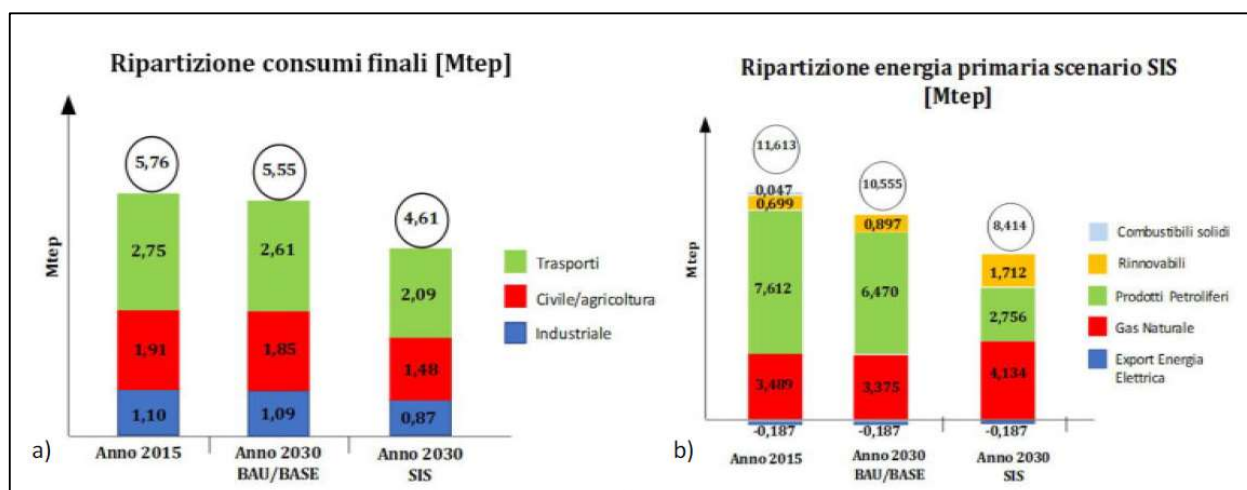 Ripartizione consumi finali [Mtep]
Mtep
5,76
5,55
4,61
2,75
2,61
2,09
1,91
1,85
1,48
1,10
1,09
0,87
Trasporti
Civile/agricoltura
Industriale
a)
Anno 2015
Anno 2030
BAU/BASE
Anno 2030
SIS
Ripartizione energia primaria scenario SIS
[Mtep]
Mtep
11,613
10,555
8,414
0,047
0,699
0,897
1,712
7,612
6,470
2,756
3,489
3,375
4,134
-0,187
-0,187
-0,187
Combustibili solidi
Rinnovabili
Prodotti Petroliferi
Gas Naturale
Export Energia
Elettrica
b)
Anno 2015
Anno 2030
BAU/BASE
Anno 2030
SIS